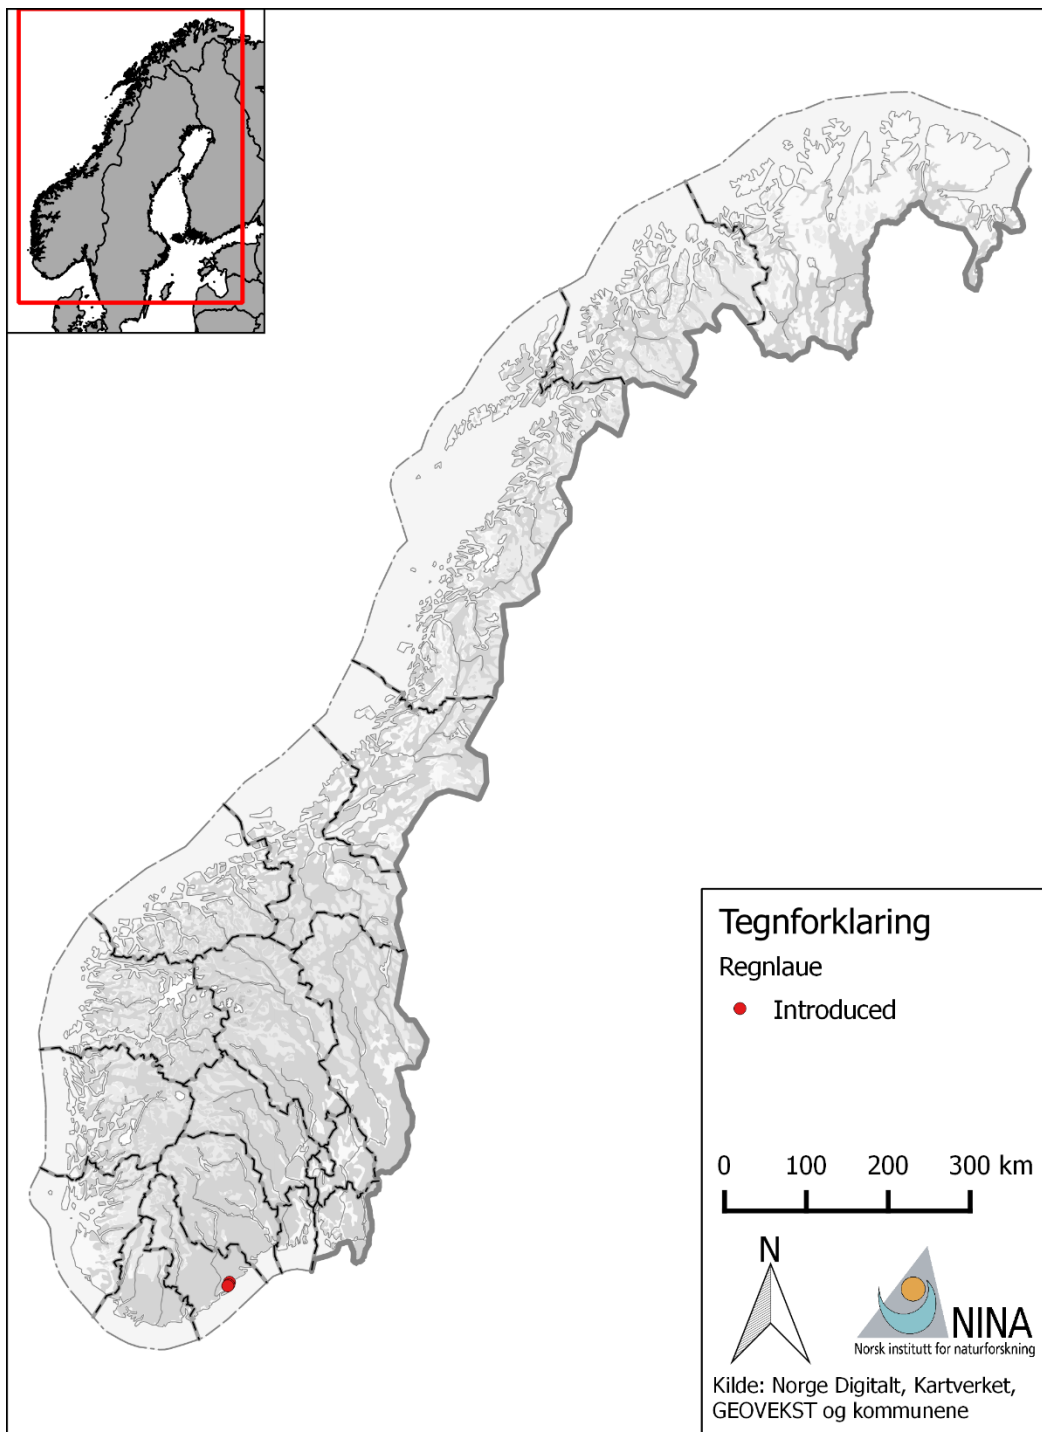 Tegnforklaring
Regnlaue
Introduced
0 100 200 300 km
N
NINA
Norsk institutt for naturforskning
Kilde: Norge Digitalt, Kartverket,
GEOVEKST og kommunene